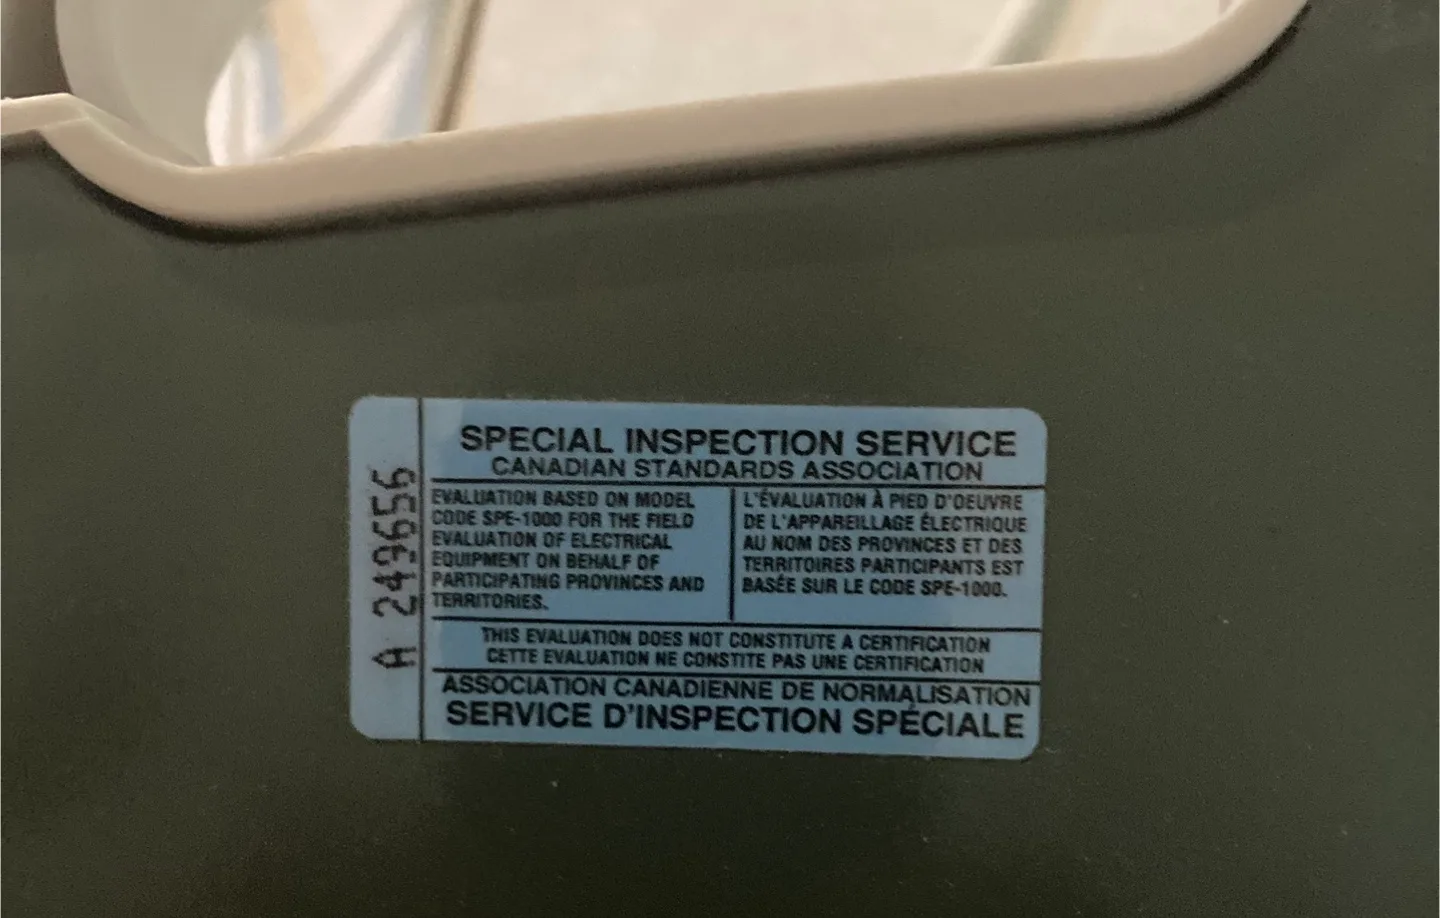 A 249656
SPECIAL INSPECTION SERVICE
CANADIAN STANDARDS ASSOCIATION
EVALUATION BASED ON MODEL
CODE SPE-1000 FOR THE FIELD
EVALUATION OF ELECTRICAL
EQUIPMENT ON BEHALF OF
PARTICIPATING PROVINCES AND
TERRITORIES.
L'ÉVALUATION À PIED D'OEUVRE
DE L'APPAREILLAGE ÉLECTRIQUE
AU NOM DES PROVINCES ET DES
TERRITOIRES PARTICIPANTS EST
BASÉE SUR LE CODE SPE-1000.
THIS EVALUATION DOES NOT CONSTITUTE A CERTIFICATION
CETTE EVALUATION NE CONSTITE PAS UNE CERTIFICATION
ASSOCIATION CANADIENNE DE NORMALISATION
SERVICE D'INSPECTION SPÉCIALE